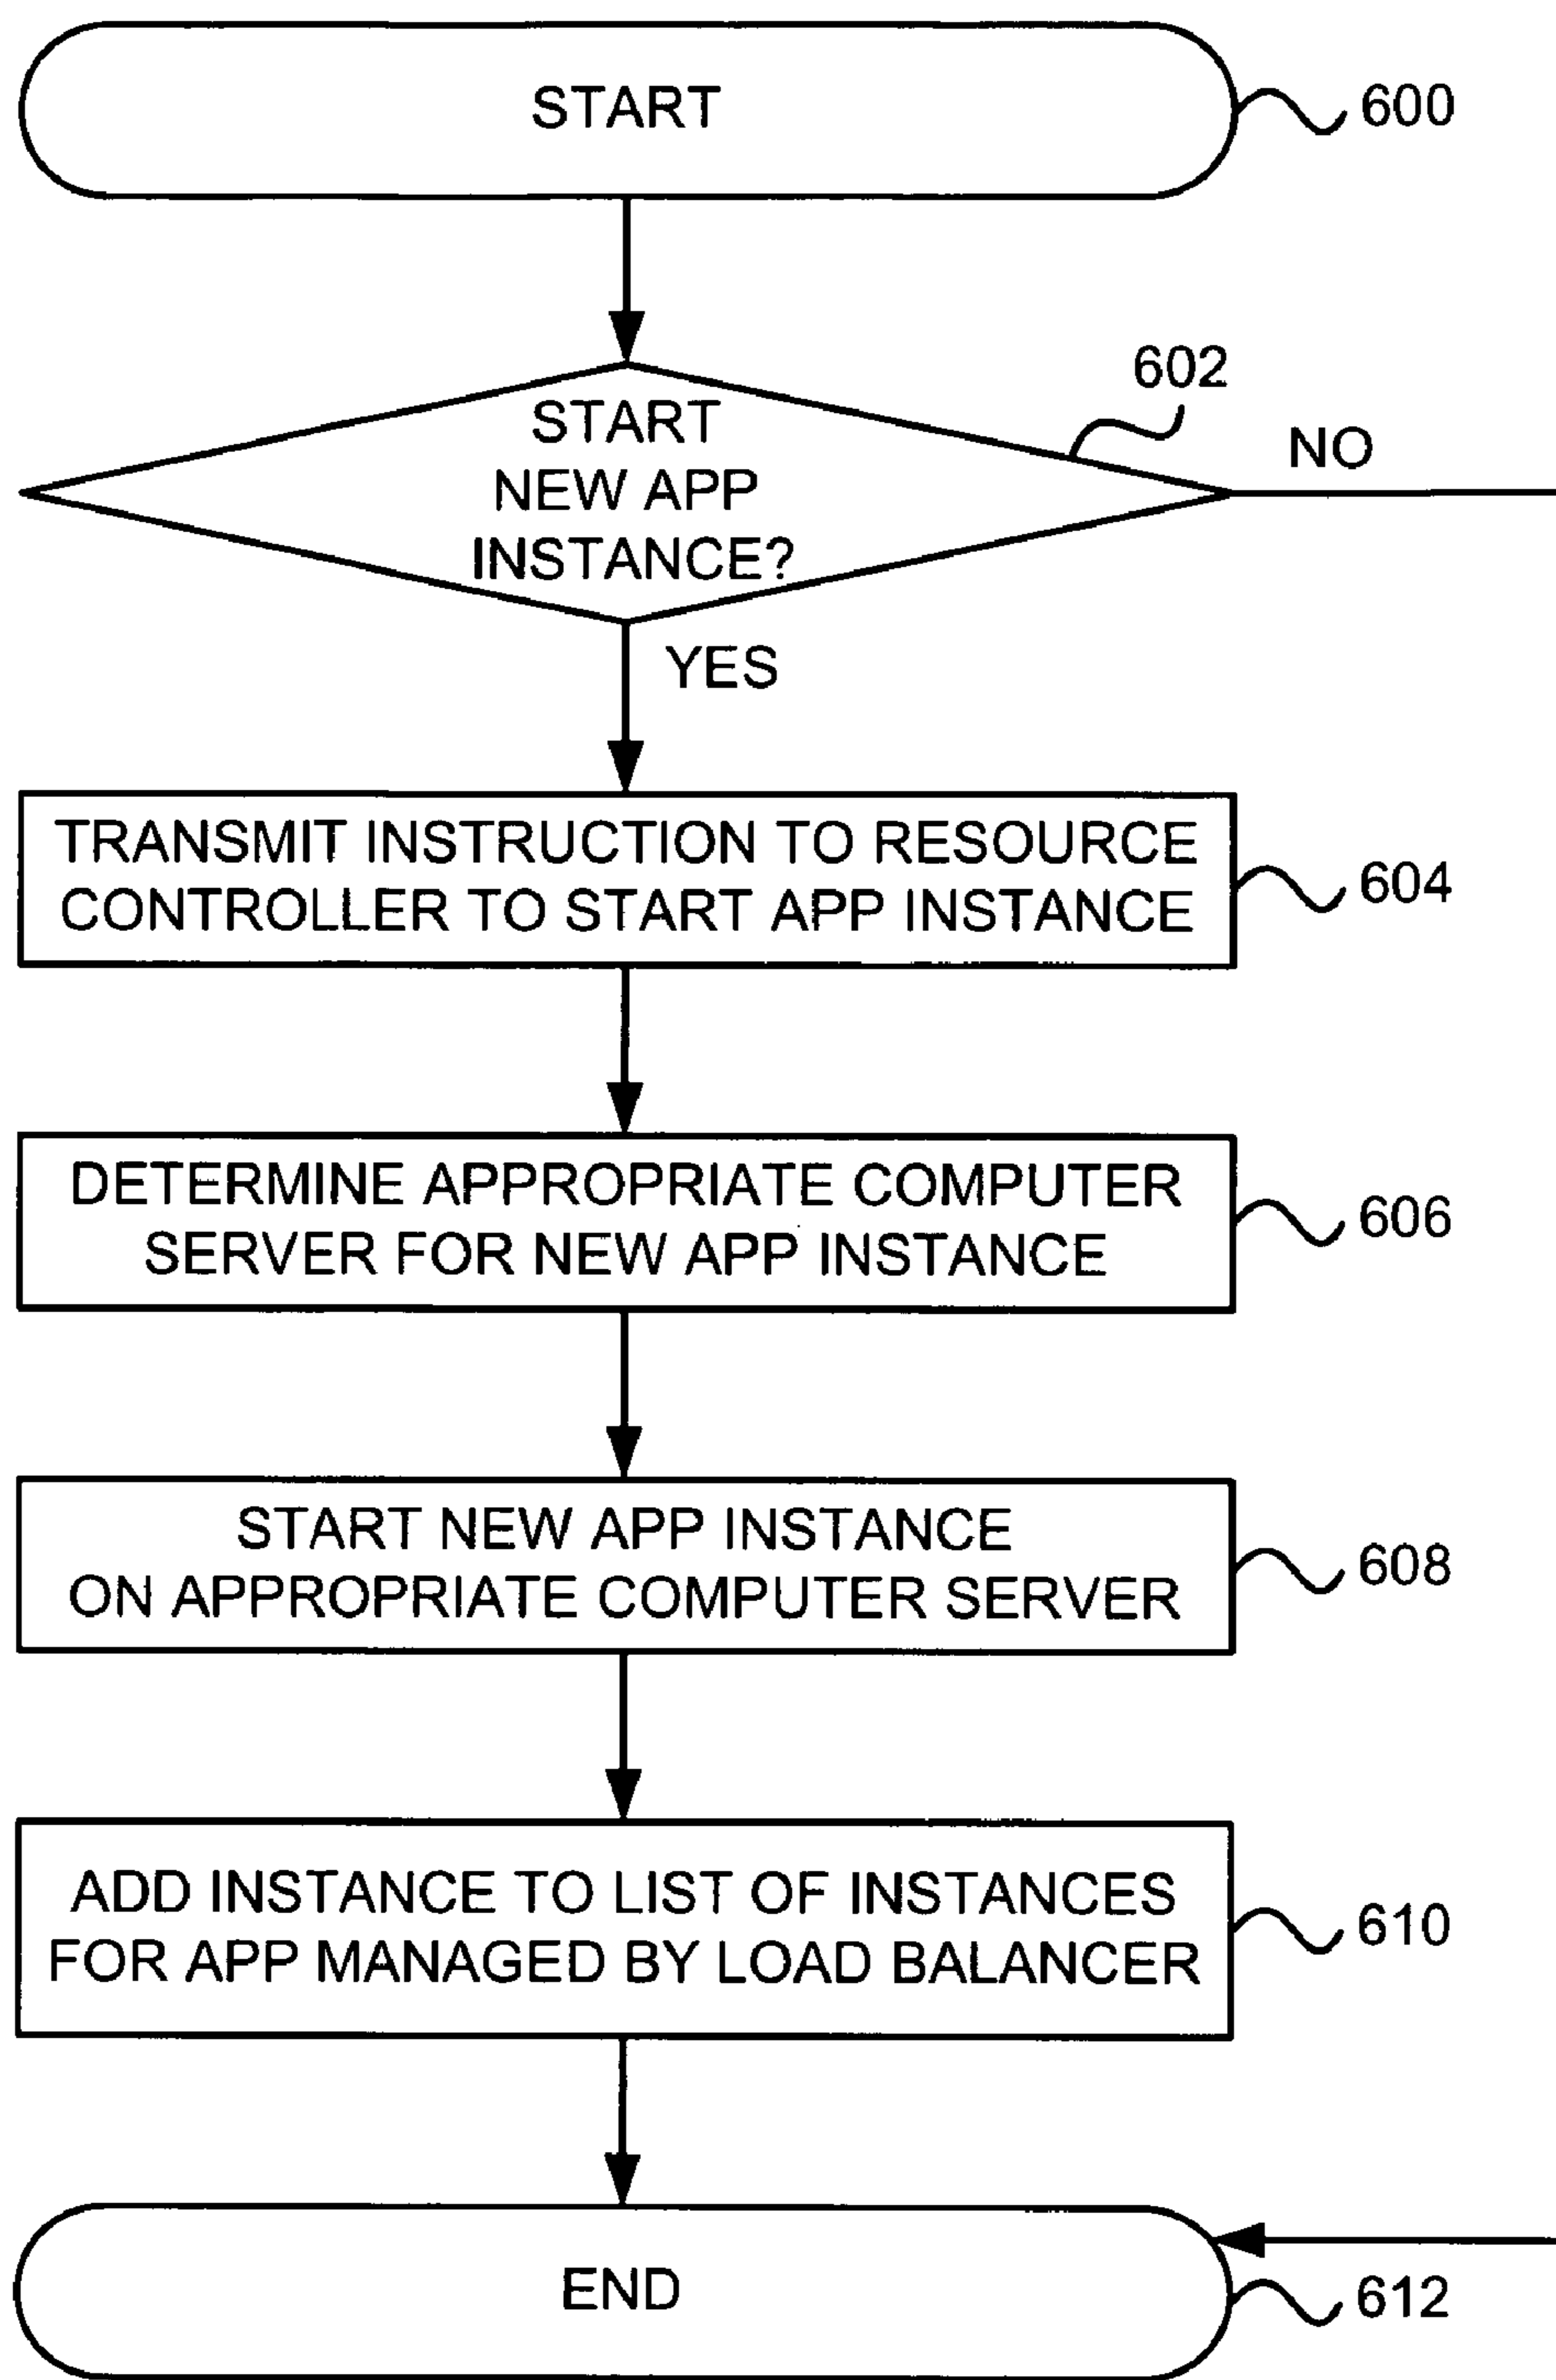 START
600
602
START
NEW APP
INSTANCE?
NO
YES
TRANSMIT INSTRUCTION TO RESOURCE
CONTROLLER TO START APP INSTANCE
604
DETERMINE APPROPRIATE COMPUTER
SERVER FOR NEW APP INSTANCE
606
START NEW APP INSTANCE
ON APPROPRIATE COMPUTER SERVER
608
ADD INSTANCE TO LIST OF INSTANCES
FOR APP MANAGED BY LOAD BALANCER
610
END
612